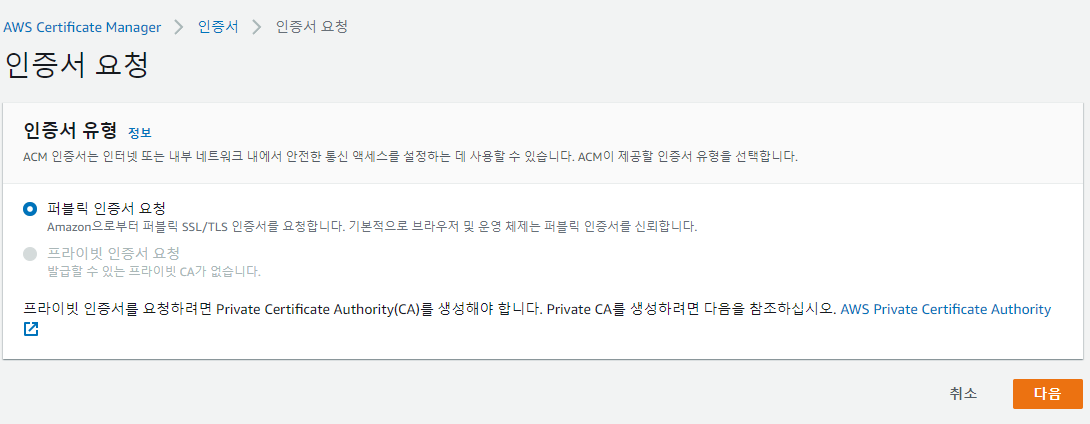 AWS Certificate Manager > 인증서 > 인증서 요청
인증서 요청
인증서 유형 정보
ACM 인증서는 인터넷 또는 내부 네트워크 내에서 안전한 통신 액세스를 설정하는 데 사용할 수 있습니다. ACM이 제공할 인증서 유형을 선택합니다.
퍼블릭 인증서 요청
Amazon으로부터 퍼블릭 SSL/TLS 인증서를 요청합니다. 기본적으로 브라우저 및 운영 체제는 퍼블릭 인증서를 신뢰합니다.
프라이빗 인증서 요청
발급할 수 있는 프라이빗 CA가 없습니다.
프라이빗 인증서를 요청하려면 Private Certificate Authority(CA)를 생성해야 합니다. Private CA를 생성하려면 다음을 참조하십시오. AWS Private Certificate Authority
취소 다음